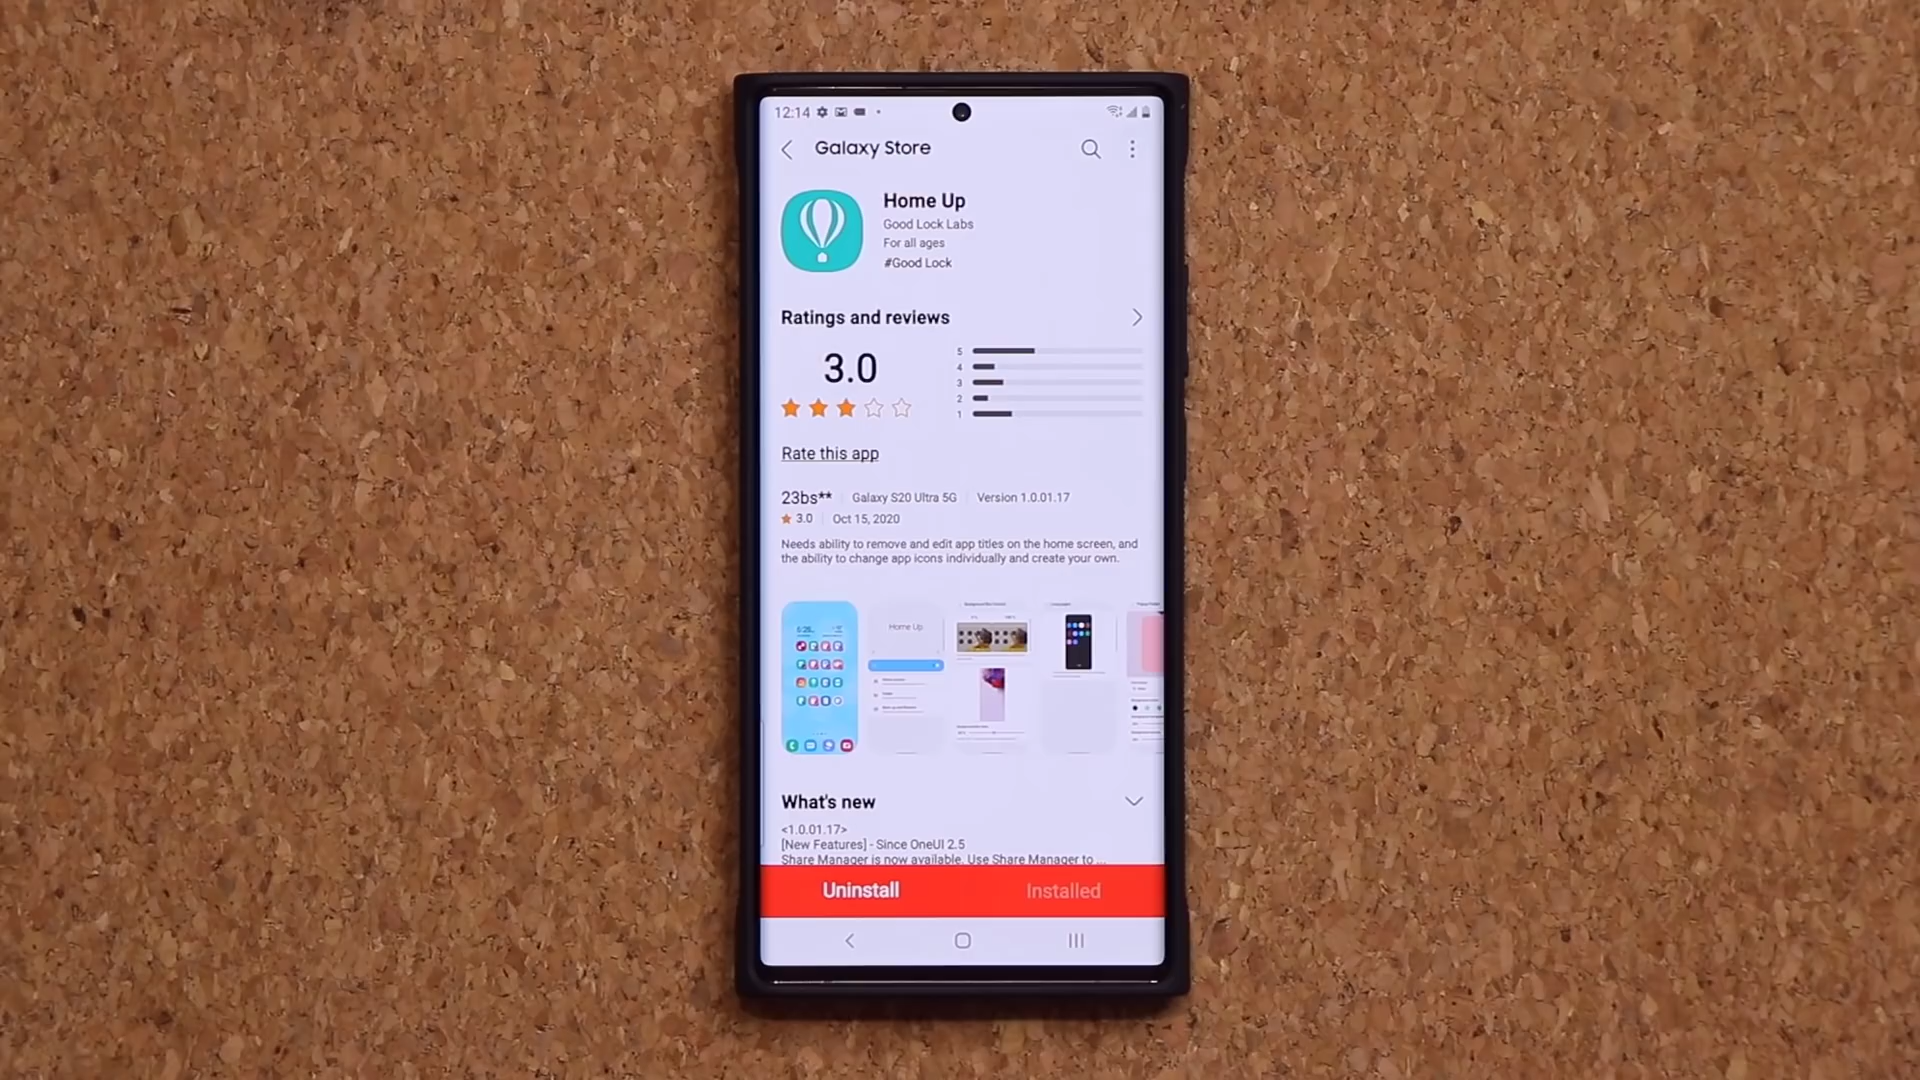 12:14
Galaxy Store
Home Up
Good Lock Labs
For all ages
#Good Lock
Ratings and reviews
3.0
5
4
3
2
1
Rate this app
23bs** Galaxy S20 Ultra 5G Version 1.0.01.17
3.0 Oct 15, 2020
Needs ability to remove and edit app titles on the home screen, and
the ability to change app icons individually and create your own.
Home Up
What's new
<1.0.01.17>
[New Features] - Since OneUI 2.5
Share Manager is now available. Use Share Manager to ...
Uninstall Installed